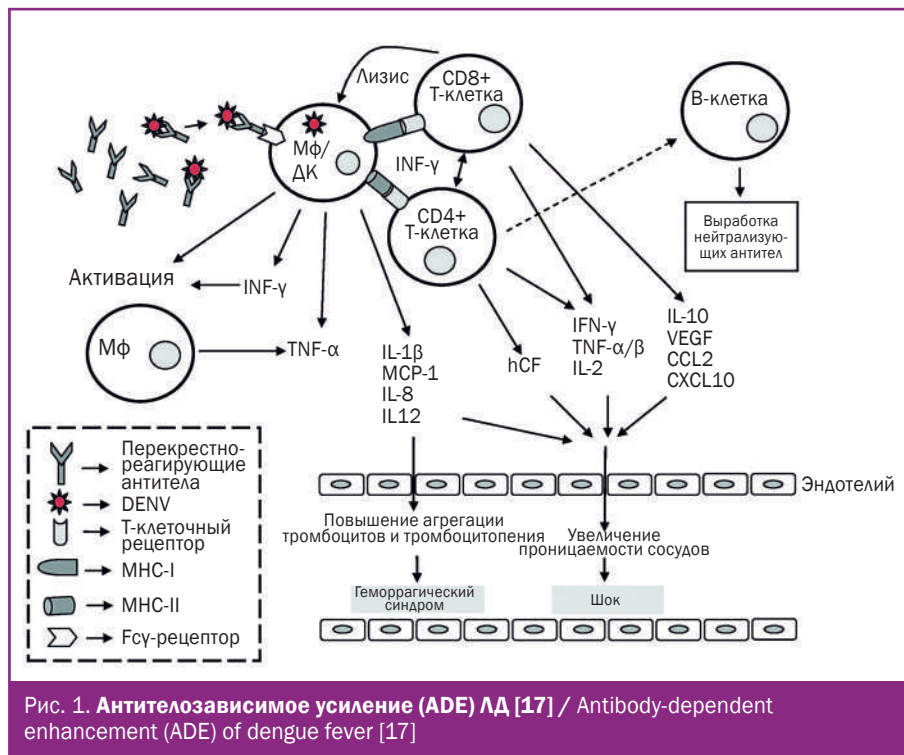 Лизис
CD8+
Т-клетка
В-клетка
Мф/
ДК
INF-γ
CD4+
Т-клетка
Выработка
нейтрализую-
щих антител
Активация
INF-γ
Мф
TNF-α
IL-1β
MCP-1
IL-8
IL12
hCF
IFN-γ
TNF-α/β
IL-2
IL-10
VEGF
CCL2
CXCL10
Перекрестно-
реагирующие
антитела
DENV
Т-клеточный
рецептор
MHC-I
MHC-II
Fcγ-рецептор
Эндотелий
Повышение агрегации
тромбоцитов и тромбоцитопения
Увеличение
проницаемости сосудов
Геморрагический
синдром
Шок
Рис. 1. Антителозависимое усиление (ADE) ЛД [17] / Antibody-dependent
enhancement (ADE) of dengue fever [17]